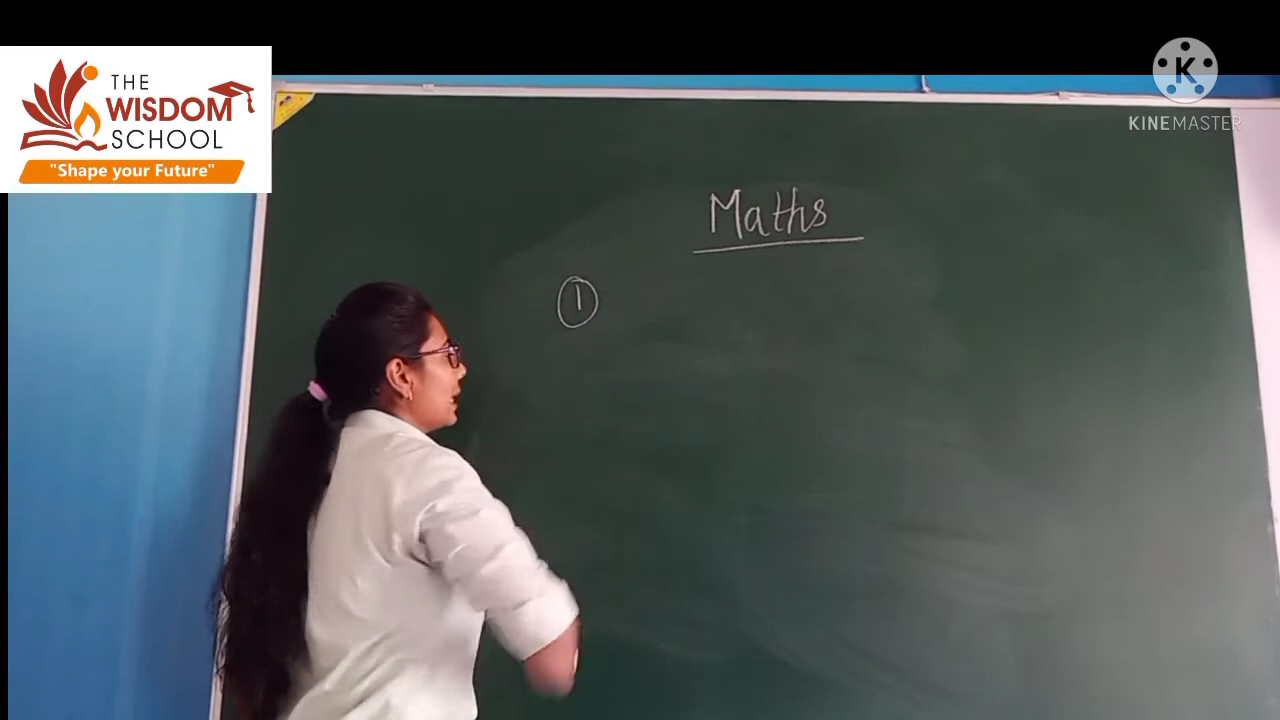 THE
WISDOM
SCHOOL
"Shape your Future"
K
KINEMASTER
Maths
1